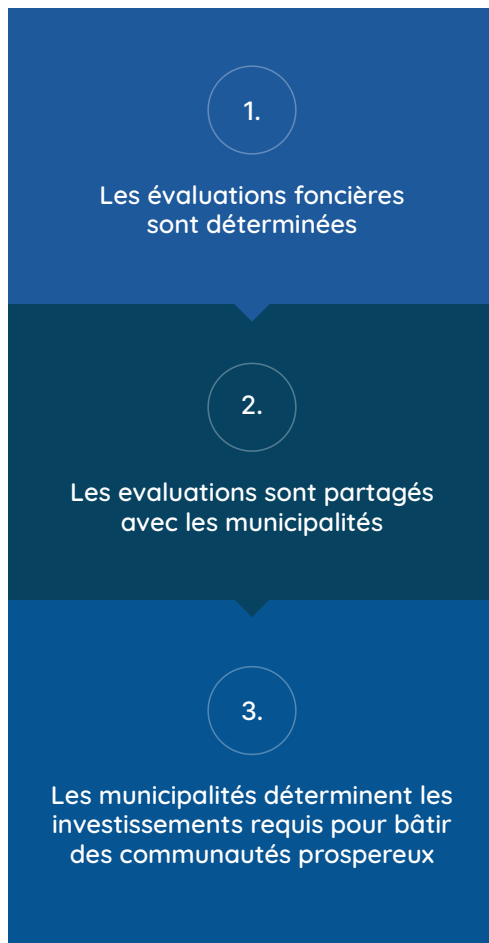 1.
Les évaluations foncières
sont déterminées
2.
Les evaluations sont partagés
avec les municipalités
3.
Les municipalités déterminent les
investissements requis pour bâtir
des communautés prospereux